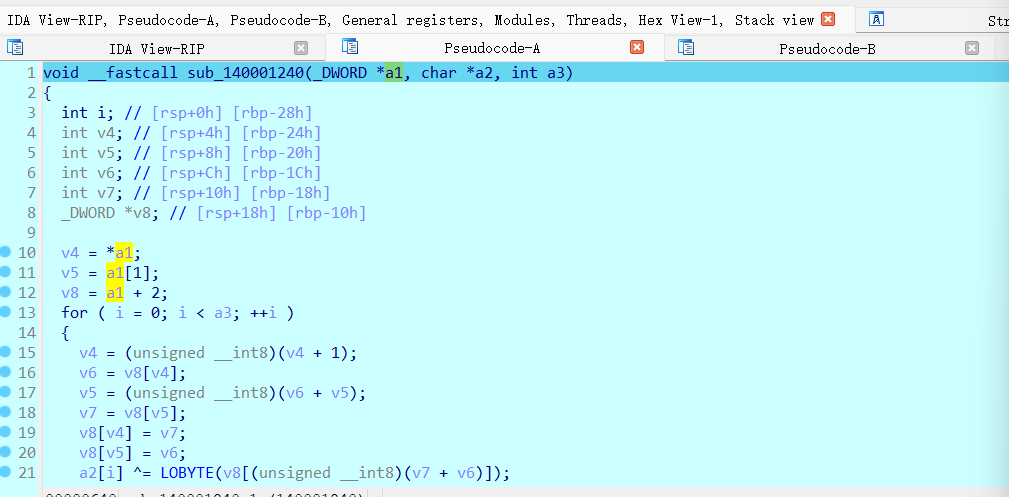 IDA View-RIP, Pseudocode-A, Pseudocode-B, General registers, Modules, Threads, Hex View-1, Stack view
A
IDA View-RIP
Pseudocode-A
Pseudocode-B
1 void __fastcall sub_140001240(_DWORD *a1, char *a2, int a3)
2 {
3 int i; // [rsp+0h] [rbp-28h]
4 int v4; // [rsp+4h] [rbp-24h]
5 int v5; // [rsp+8h] [rbp-20h]
6 int v6; // [rsp+Ch] [rbp-1Ch]
7 int v7; // [rsp+10h] [rbp-18h]
8 _DWORD *v8; // [rsp+18h] [rbp-10h]
9
10 v4 = *a1;
11 v5 = a1[1];
12 v8 = a1 + 2;
13 for ( i = 0; i < a3; ++i )
14 {
15 v4 = (unsigned __int8)(v4 + 1);
16 v6 = v8[v4];
17 v5 = (unsigned __int8)(v6 + v5);
18 v7 = v8[v5];
19 v8[v4] = v7;
20 v8[v5] = v6;
21 a2[i] ^= LOBYTE(v8[(unsigned __int8)(v7 + v6)]);